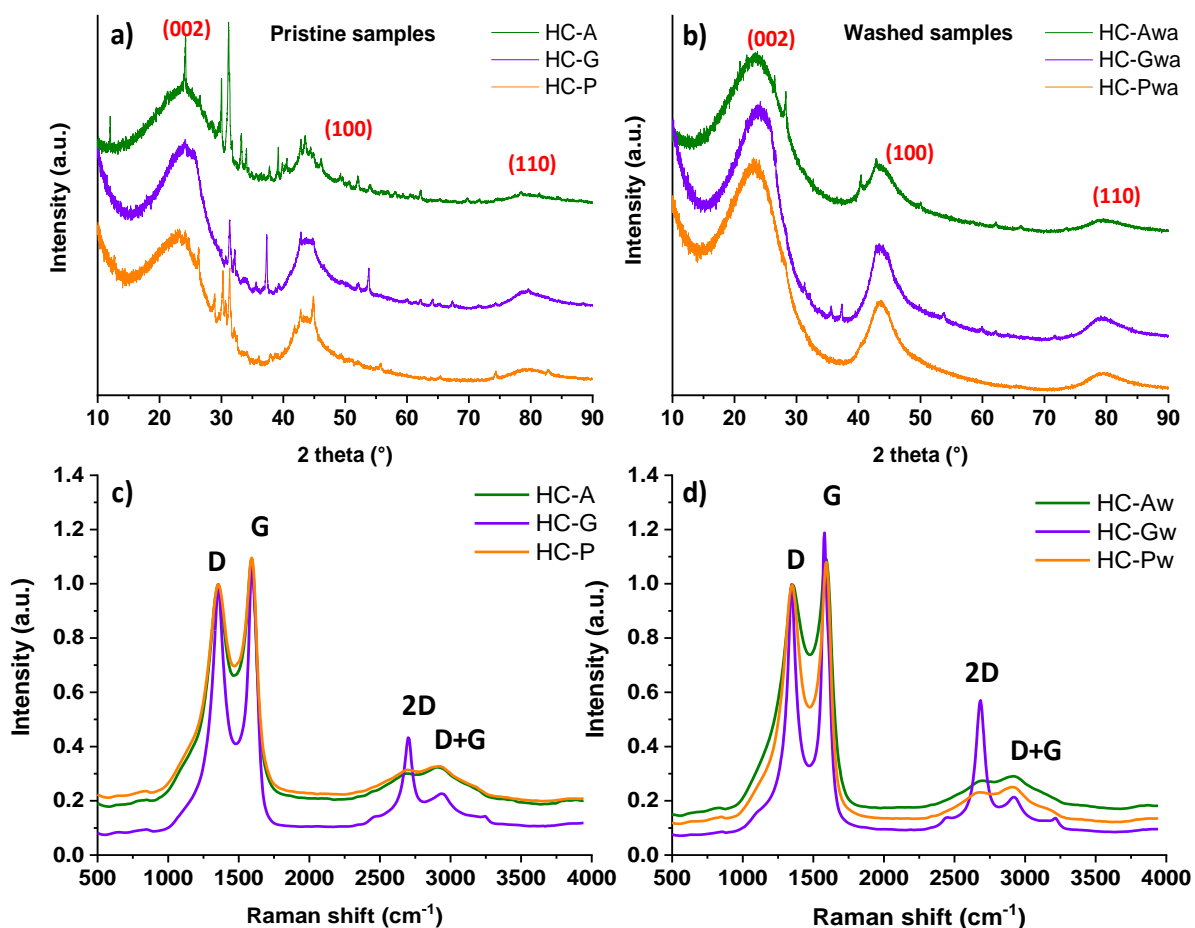 a)
(002)
Pristine samples
HC-A
HC-G
HC-P
(100)
(110)
Intensity (a.u.)
10 20 30 40 50 60 70 80 90
2 theta (°)
b)
(002)
Washed samples
HC-Awa
HC-Gwa
HC-Pwa
(100)
(110)
Intensity (a.u.)
10 20 30 40 50 60 70 80 90
2 theta (°)
c)
HC-A
HC-G
HC-P
D
G
2D
D+G
Intensity (a.u.)
1.4
1.2
1.0
0.8
0.6
0.4
0.2
0.0
500 1000 1500 2000 2500 3000 3500 4000
Raman shift (cm-1)
d)
HC-Aw
HC-Gw
HC-Pw
D
G
2D
D+G
Intensity (a.u.)
1.4
1.2
1.0
0.8
0.6
0.4
0.2
0.0
500 1000 1500 2000 2500 3000 3500 4000
Raman shift (cm-1)